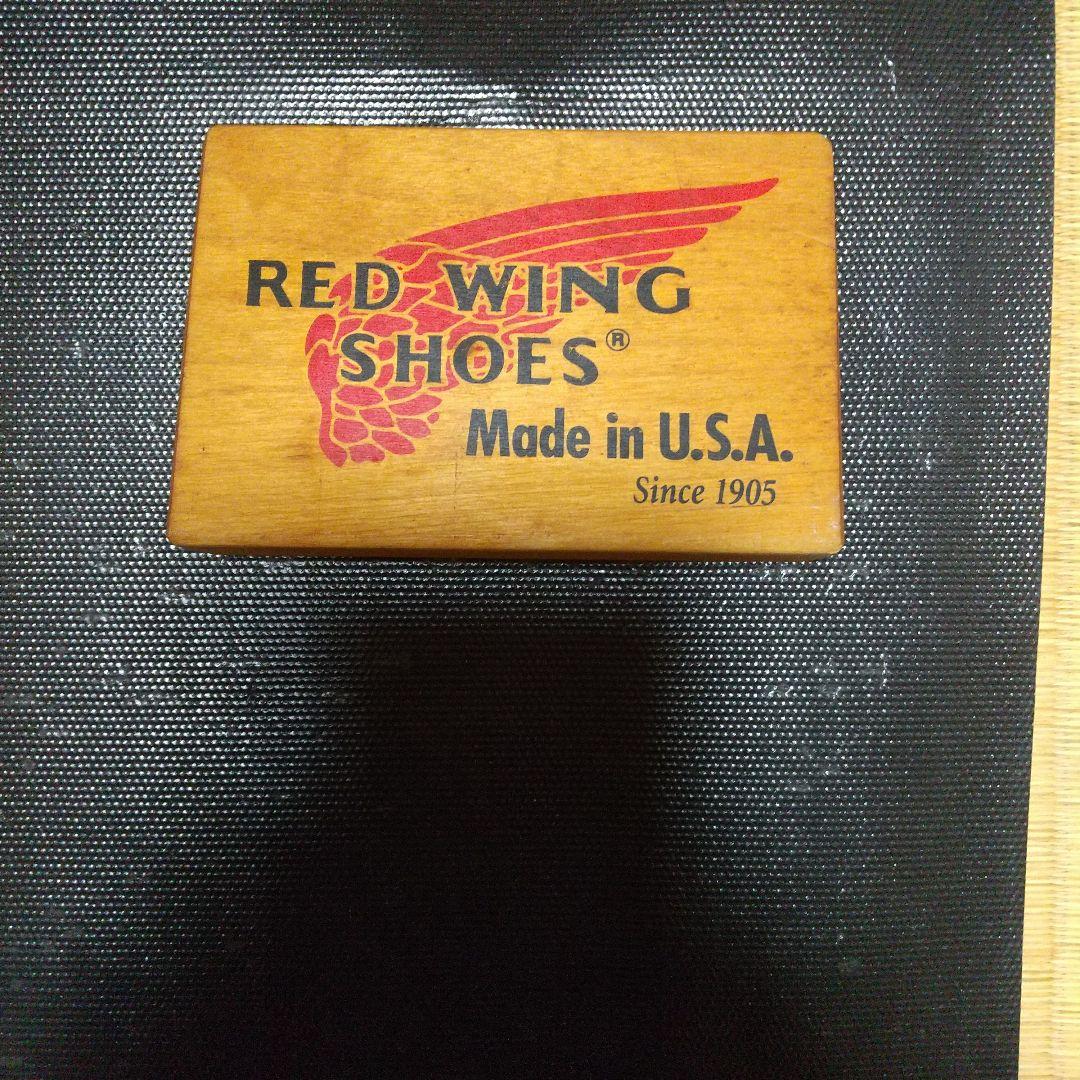 RED WING
SHOES®
Made in U.S.A.
Since 1905